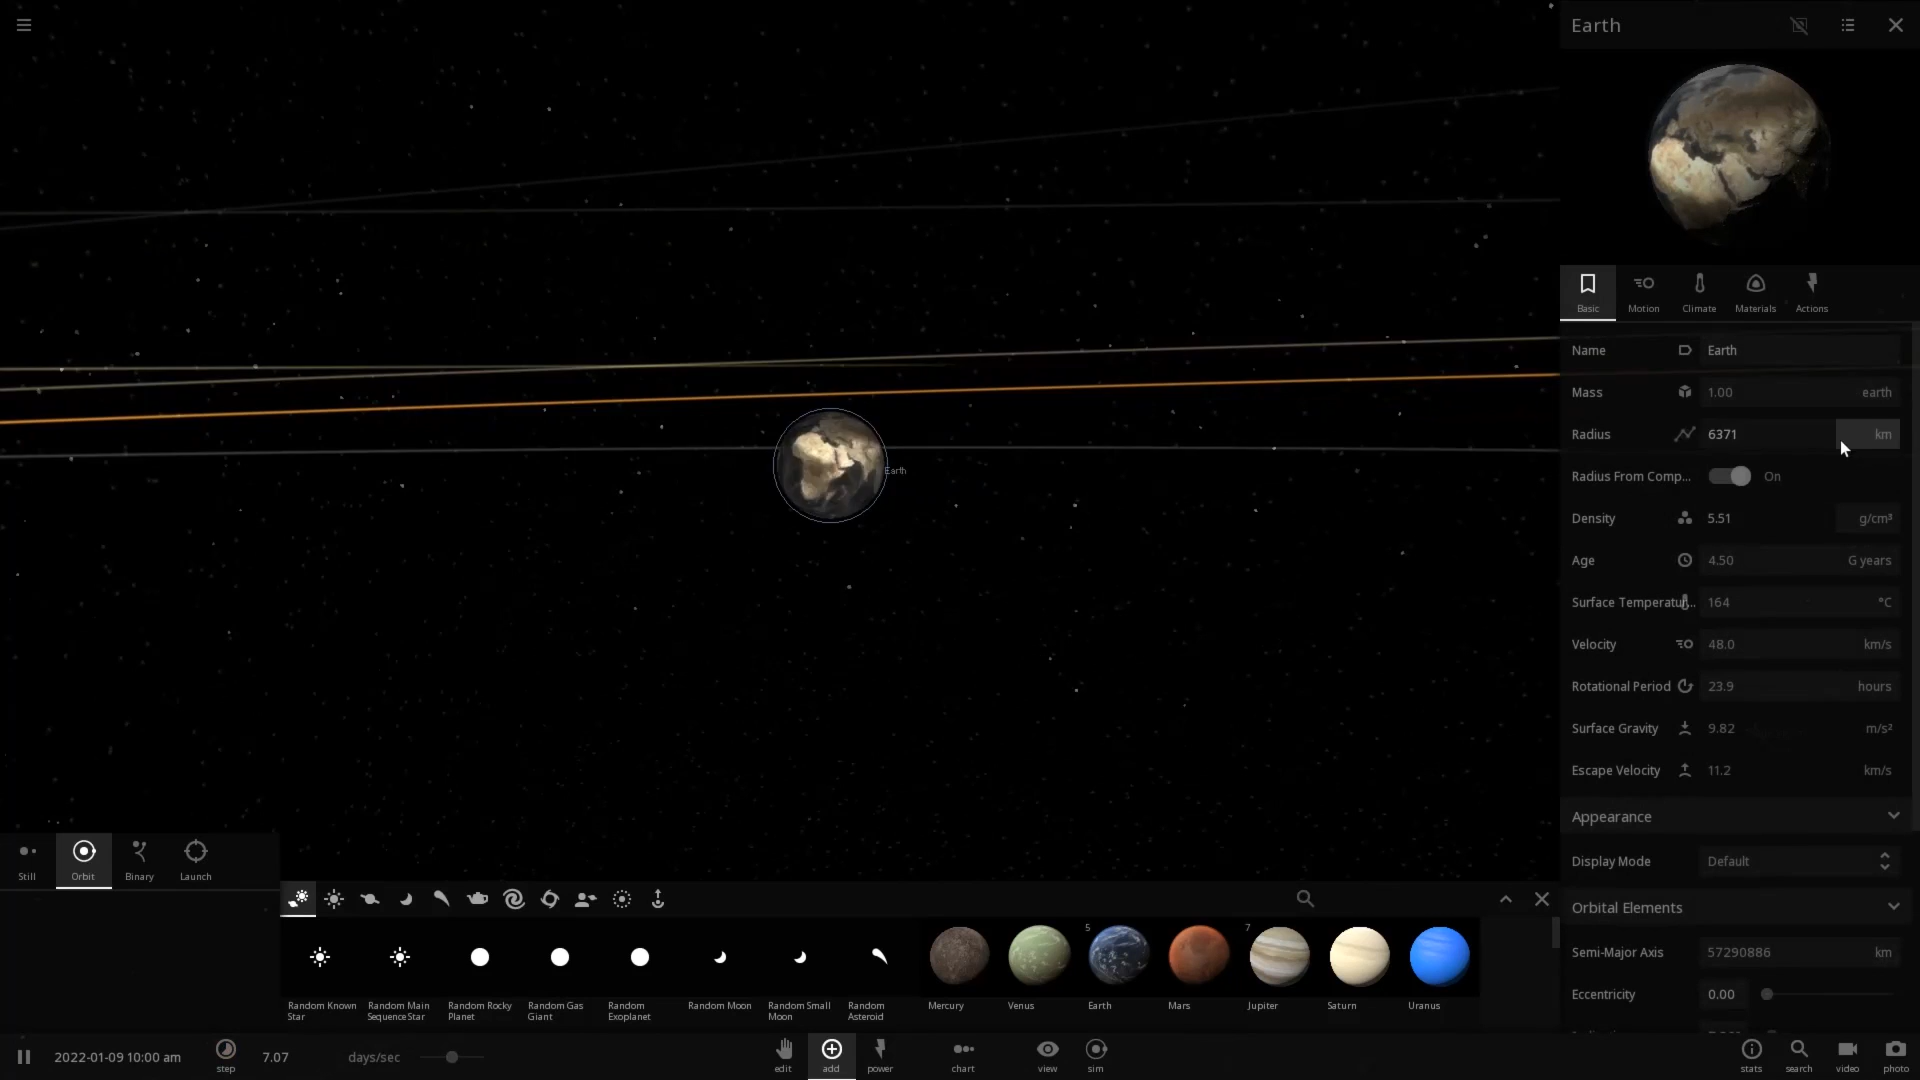 Earth
Basic
Motion
Climate
Materials
Actions
Name Earth
Mass 1.00 earth
Radius 6371 km
Radius From Comp... On
Density 5.51 g/cm³
Age 4.50 G years
Surface Temperatur... 164 °C
Velocity 48.0 km/s
Rotational Period 23.9 hours
Surface Gravity 9.82 m/s²
Escape Velocity 11.2 km/s
Appearance
Display Mode Default
Orbital Elements
Semi-Major Axis 57290886 km
Eccentricity 0.00
Earth
Still
Orbit
Binary
Launch
5
7
Random Known Star
Random Main Sequence Star
Random Rocky Planet
Random Gas Giant
Random Exoplanet
Random Moon
Random Small Moon
Random Asteroid
Mercury
Venus
Earth
Mars
Jupiter
Saturn
Uranus
2022-01-09 10:00 am
step
7.07 days/sec
edit
add
power
chart
view
sim
stats
search
video
photo